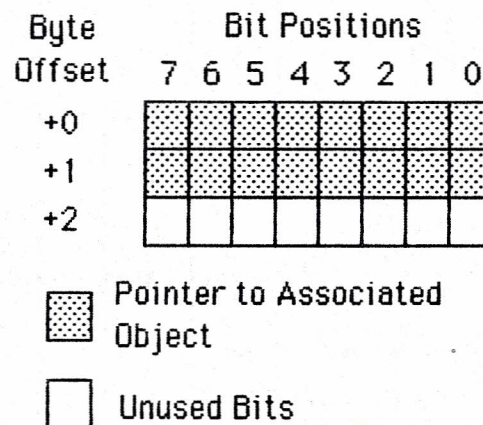 Byte Bit Positions
Offset 7 6 5 4 3 2 1 0
+0
+1
+2
Pointer to Associated
Object
Unused Bits